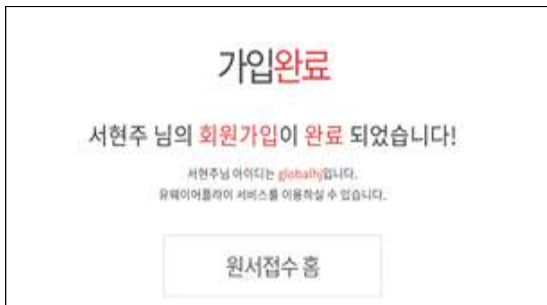 가입완료
서현주 님의 회원가입이 완료 되었습니다!
서현주님 아이디는 globalhj입니다.
유웨이어플라이 서비스를 이용하실 수 있습니다.
원서접수 홈